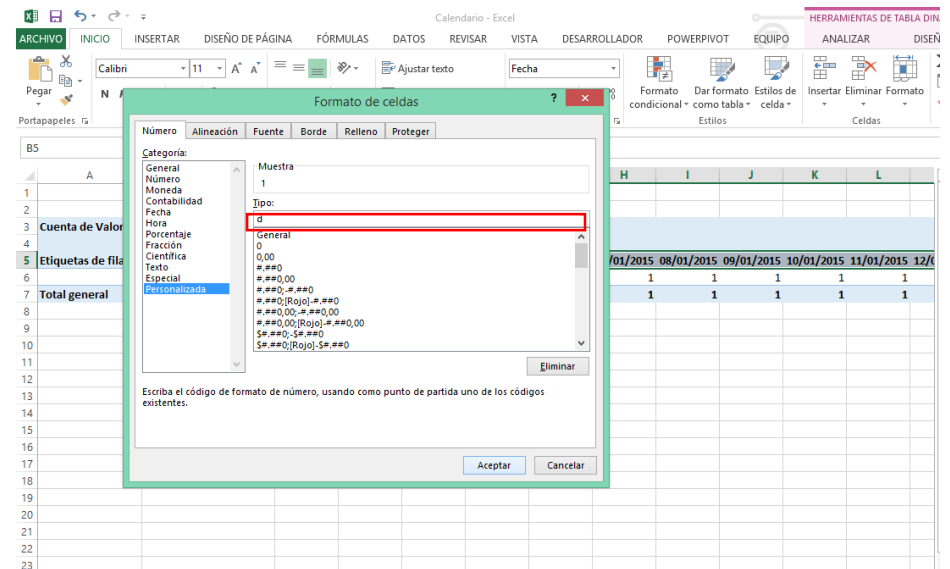 Calendario - Excel
HERRAMIENTAS DE TABLA DIN
ARCHIVO INICIO INSERTAR DISEÑO DE PÁGINA FÓRMULAS DATOS REVISAR VISTA DESARROLLADOR POWERPIVOT EQUIPO ANALIZAR DISEÑ
Pegar
Calibri 11 A A Ajustar texto Fecha
N
Formato condicional Dar formato como tabla Estilos de celda Insertar Eliminar Formato
Portapapeles Estilos Celdas
B5
Formato de celdas ?
Número Alineación Fuente Borde Relleno Proteger
Categoría:
General
Número
Moneda
Contabilidad
Fecha
Hora
Porcentaje
Fracción
Científica
Texto
Especial
Personalizada
Muestra
1
Tipo:
d
General
0
0,00
#.##0
#.##0,00
#.##0;-#.##0
#.##0;[Rojo]-#.##0
#.##0,00;-#.##0,00
#.##0,00;[Rojo]-#.##0,00
$#.##0;-$#.##0
$#.##0;[Rojo]-$#.##0
Eliminar
Escriba el código de formato de número, usando como punto de partida uno de los códigos
existentes.
Aceptar Cancelar
A H I J K L
1
2
3 Cuenta de Valor
4
5 Etiquetas de fila /01/2015 08/01/2015 09/01/2015 10/01/2015 11/01/2015 12/0
6 1 1 1 1 1
7 Total general 1 1 1 1 1
8
9
10
11
12
13
14
15
16
17
18
19
20
21
22
23